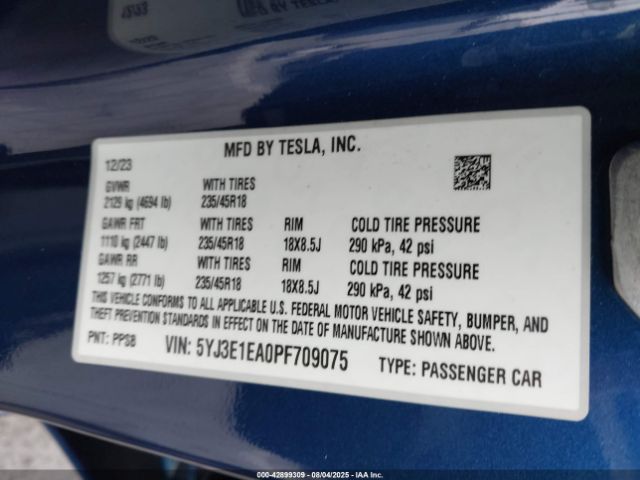 MFD BY TESLA, INC.
12/23
GVWR WITH TIRES
2129 kg (4694 lb) 235/45R18
GAWR FRT WITH TIRES RIM COLD TIRE PRESSURE
1110 kg (2447 lb) 235/45R18 18X8.5J 290 kPa, 42 psi
GAWR RR WITH TIRES RIM COLD TIRE PRESSURE
1257 kg (2771 lb) 235/45R18 18X8.5J 290 kPa, 42 psi
THIS VEHICLE CONFORMS TO ALL APPLICABLE U.S. FEDERAL MOTOR VEHICLE SAFETY, BUMPER, AND
THEFT PREVENTION STANDARDS IN EFFECT ON THE DATE OF MANUFACTURE SHOWN ABOVE.
PNT: PPSB VIN: 5YJ3E1EA0PF709075 TYPE: PASSENGER CAR
000-42899309 - 08/04/2025 - IAA Inc.